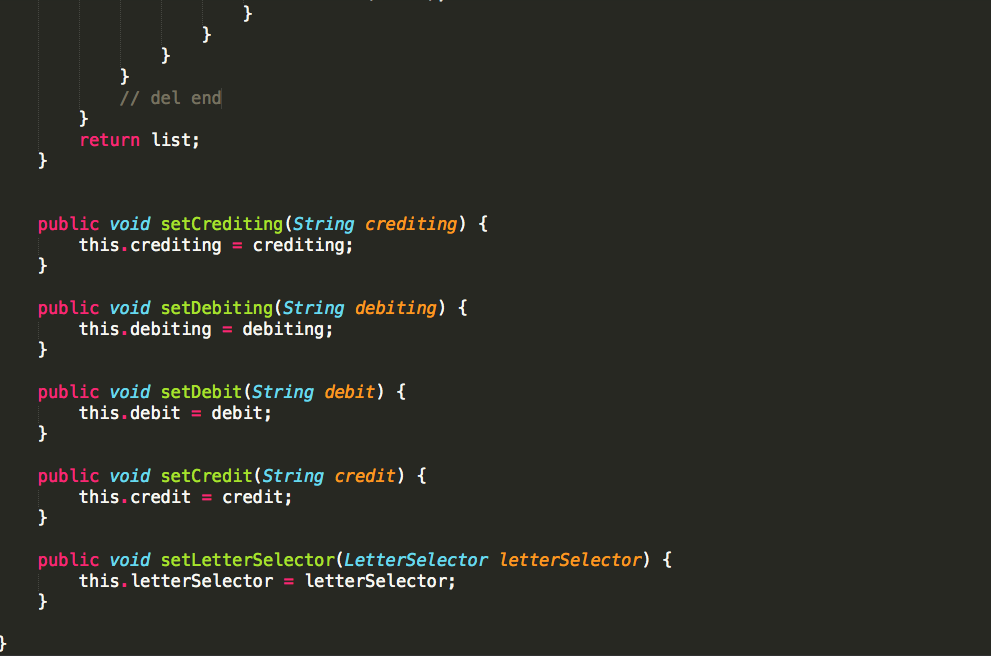 }
}
}
}
// del end
}
return list;
}
public void setCrediting(String crediting) {
this.crediting = crediting;
}
public void setDebiting(String debiting) {
this.debiting = debiting;
}
public void setDebit(String debit) {
this.debit = debit;
}
public void setCredit(String credit) {
this.credit = credit;
}
public void setLetterSelector(LetterSelector letterSelector) {
this.letterSelector = letterSelector;
}
}